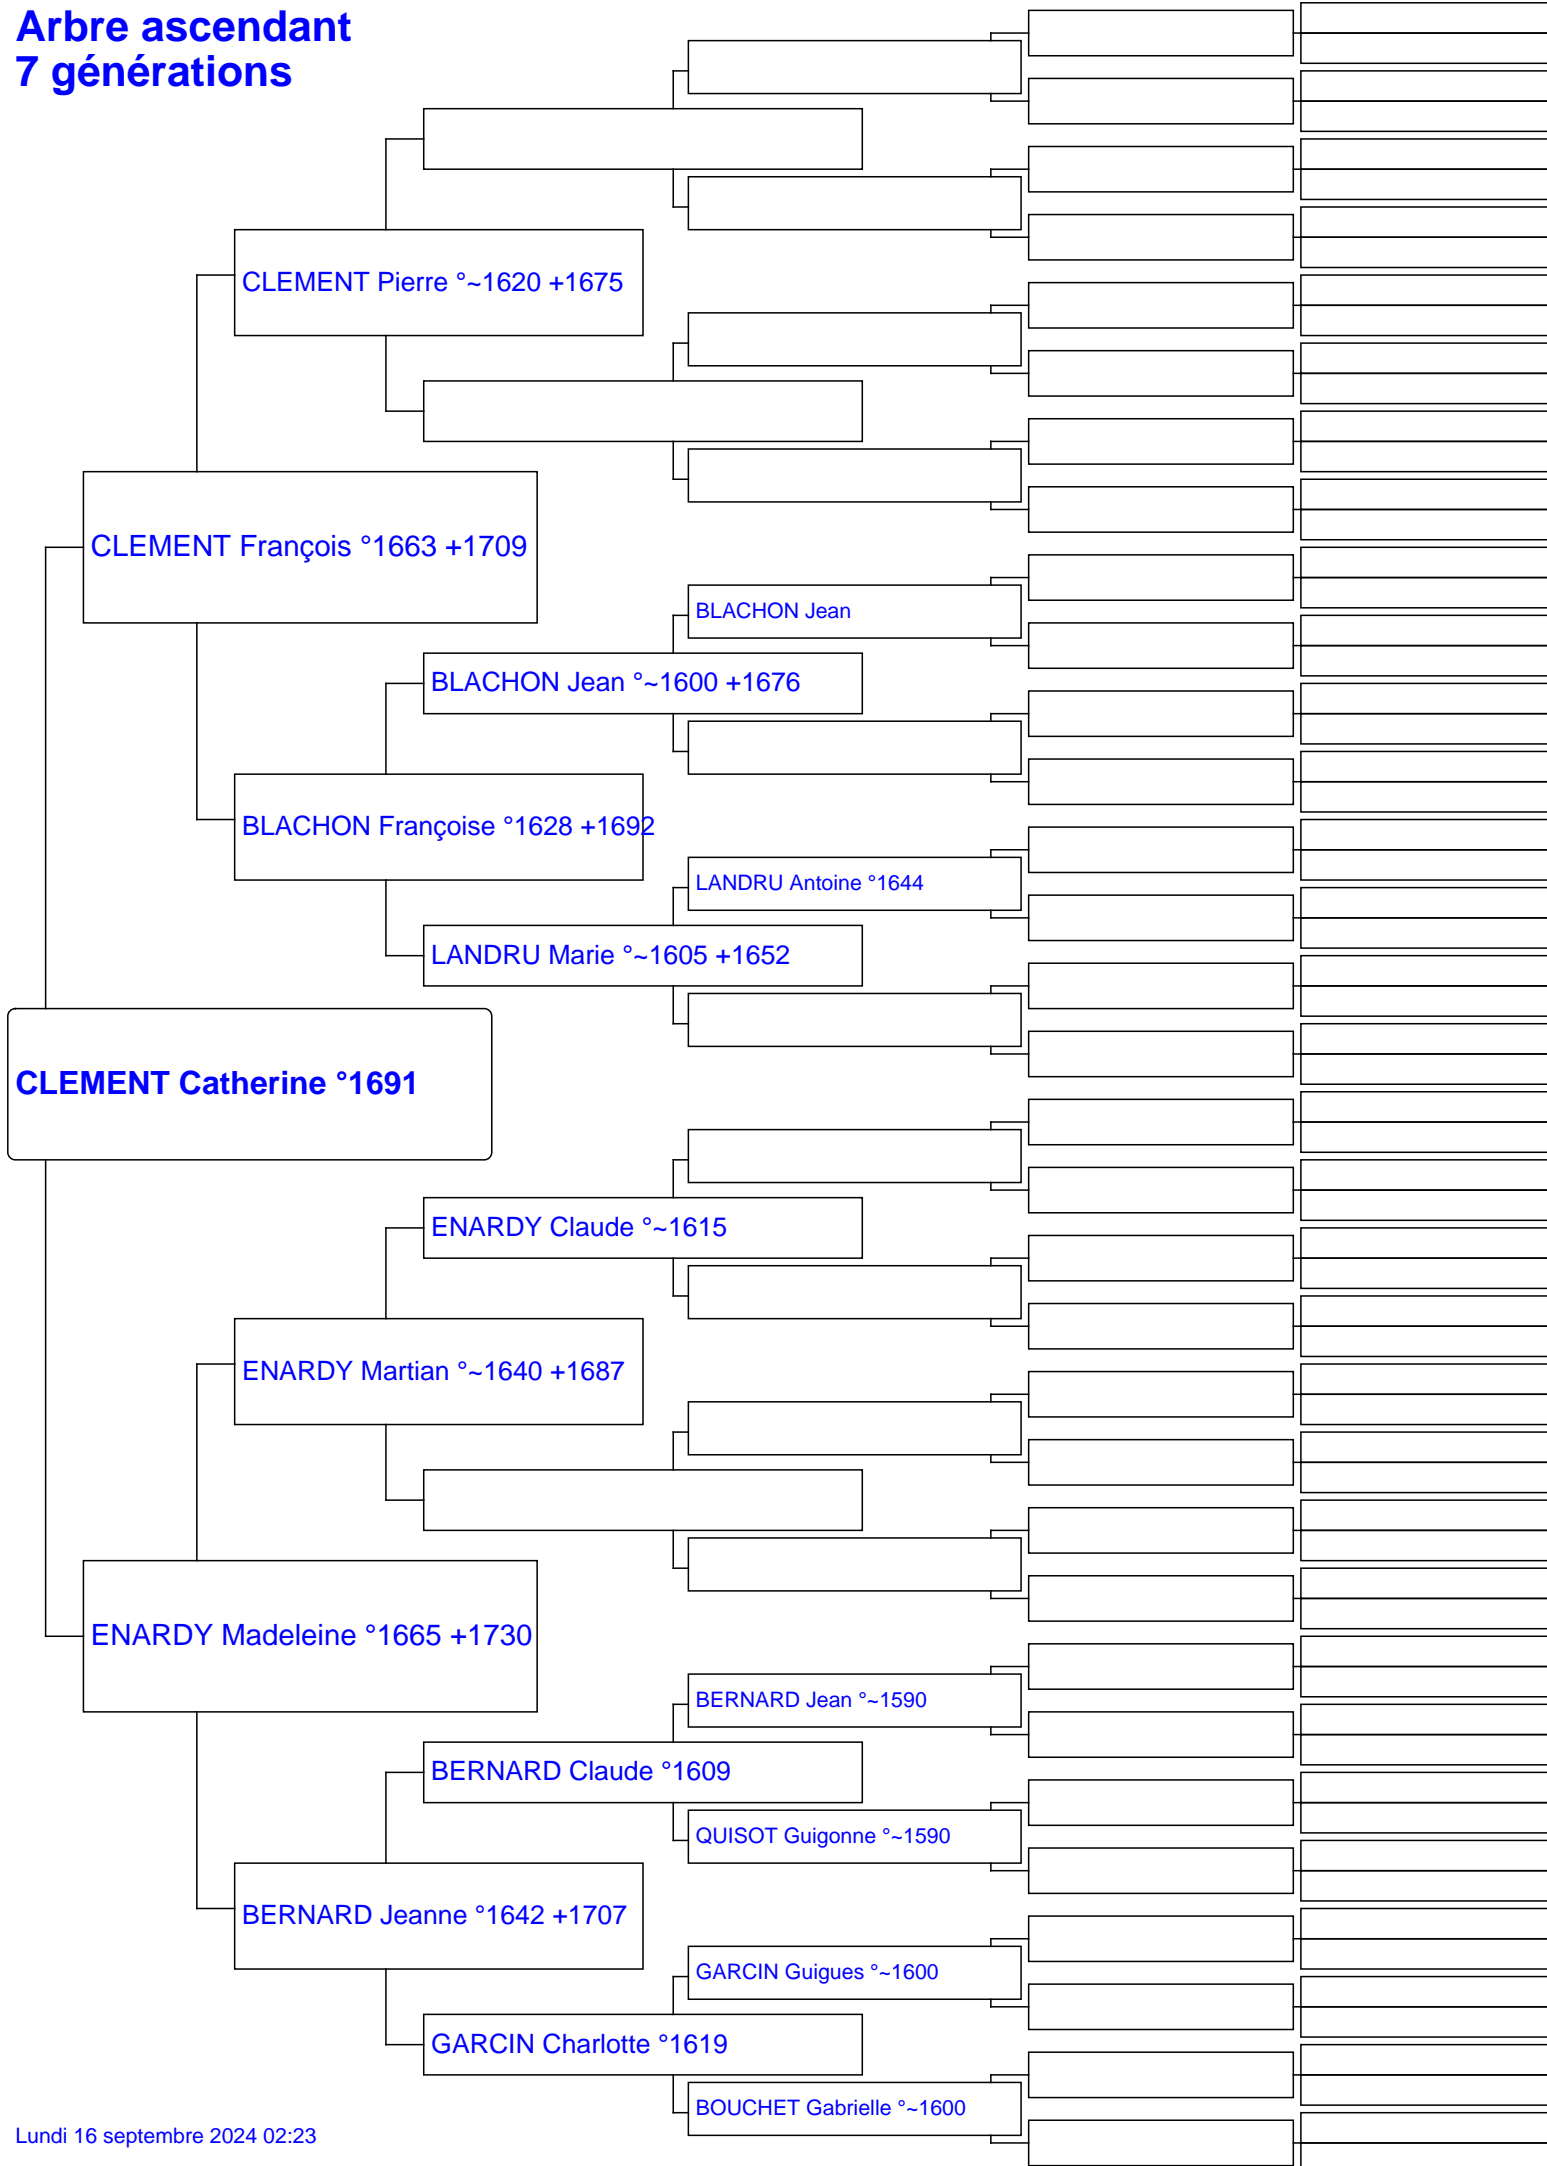 Arbre ascendant
7 générations
CLEMENT Pierre °~1620 +1675
CLEMENT François °1663 +1709
BLACHON Jean
BLACHON Jean °~1600 +1676
BLACHON Françoise °1628 +1692
LANDRU Antoine °1644
LANDRU Marie °~1605 +1652
CLEMENT Catherine °1691
ENARDY Claude °~1615
ENARDY Martian °~1640 +1687
ENARDY Madeleine °1665 +1730
BERNARD Jean °~1590
BERNARD Claude °1609
QUISOT Guigonne °~1590
BERNARD Jeanne °1642 +1707
GARCIN Guigues °~1600
GARCIN Charlotte °1619
BOUCHET Gabrielle °~1600
Lundi 16 septembre 2024 02:23